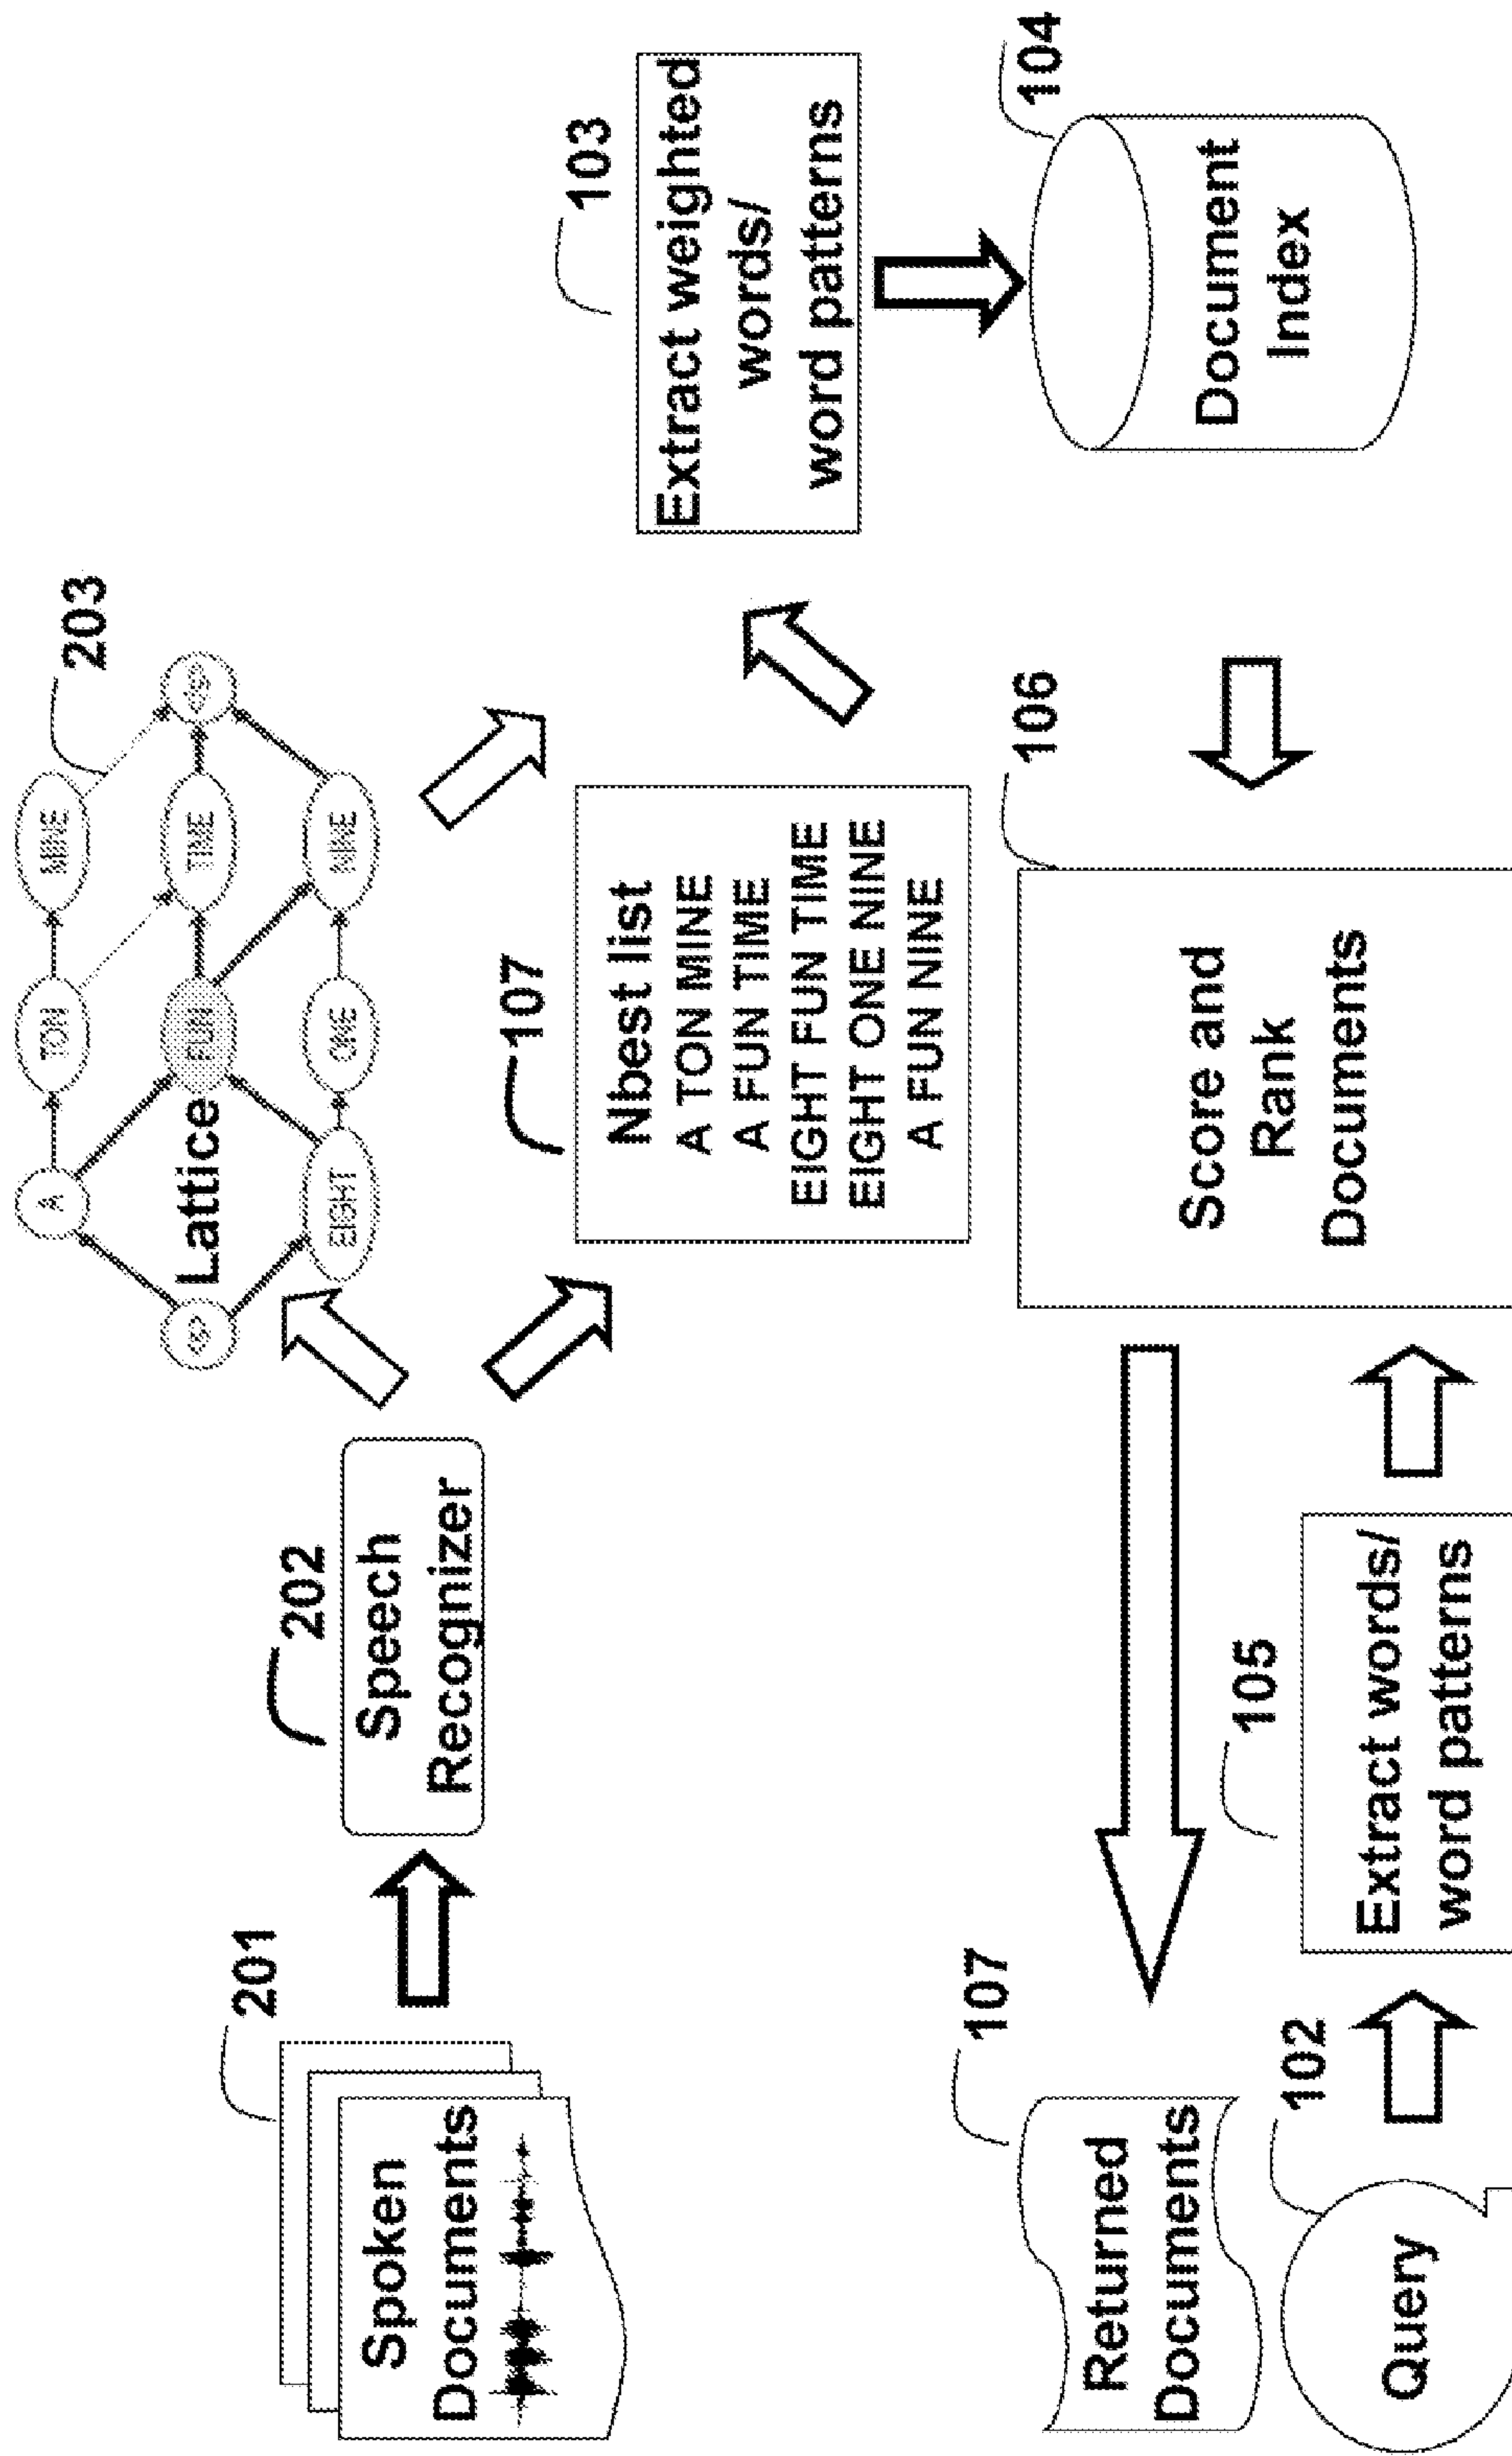 201
Spoken
Documents
202
Speech
Recognizer
203
A
TON
MINE
<s>
Lattice
FUN
TIME
EIGHT
ONE
NINE
107
Nbest list
A TON MINE
A FUN TIME
EIGHT FUN TIME
EIGHT ONE NINE
A FUN NINE
103
Extract weighted
words/
word patterns
104
Document
Index
106
Score and
Rank
Documents
107
Returned
Documents
102
Query
105
Extract words/
word patterns